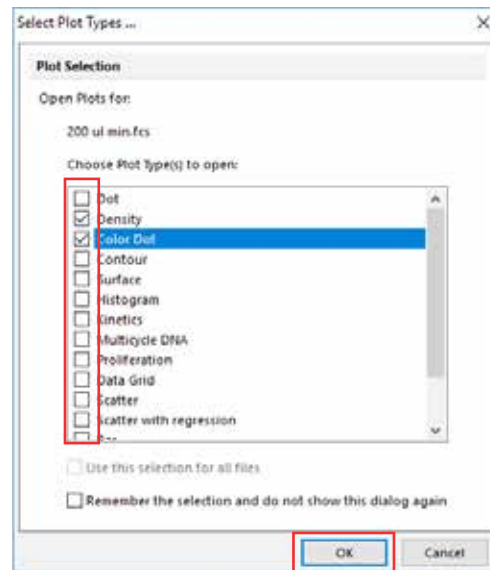 Select Plot Types ...
Plot Selection
Open Plots for:
200 ul min.fcs
Choose Plot Type(s) to open:
Dot
Density
Color Dot
Contour
Surface
Histogram
Kinetics
Multicycle DNA
Proliferation
Data Grid
Scatter
Scatter with regression
Use this selection for all files
Remember the selection and do not show this dialog again
OK Cancel